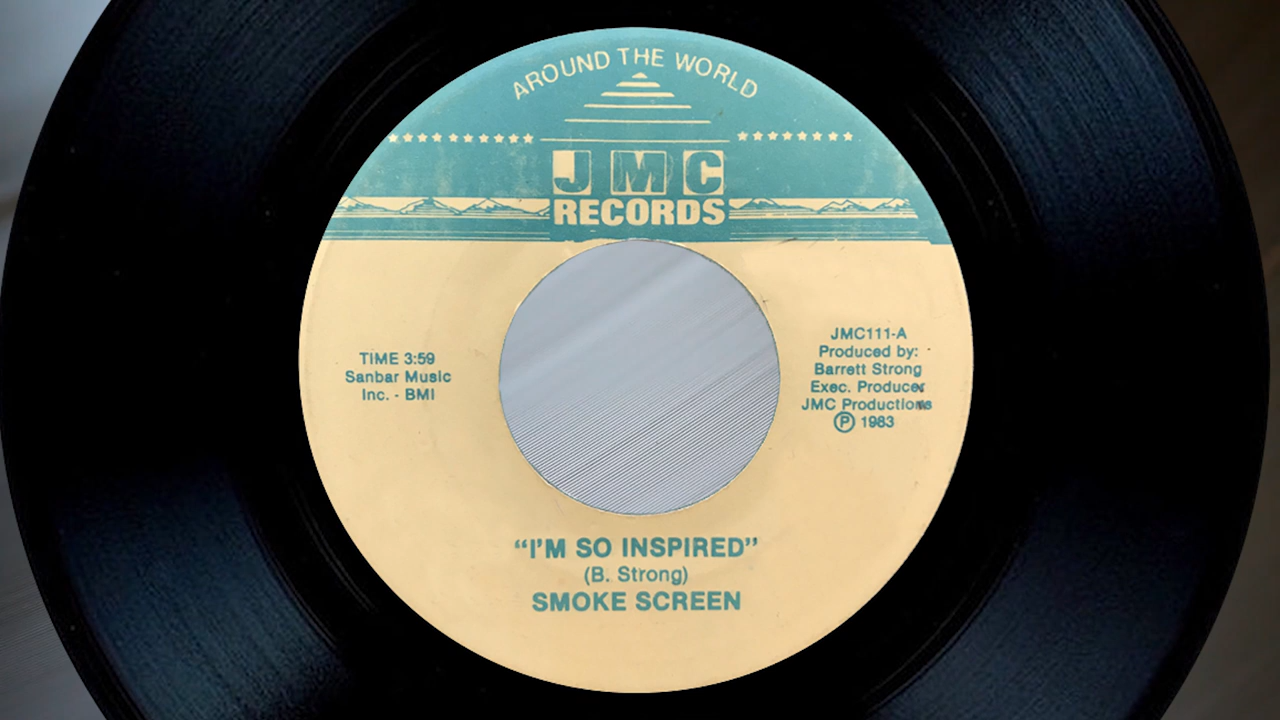 AROUND THE WORLD
JMC
RECORDS
TIME 3:59
Sanbar Music
Inc. - BMI
JMC111-A
Produced by:
Barrett Strong
Exec. Producer
JMC Productions
Ⓟ 1983
“I'M SO INSPIRED”
(B. Strong)
SMOKE SCREEN